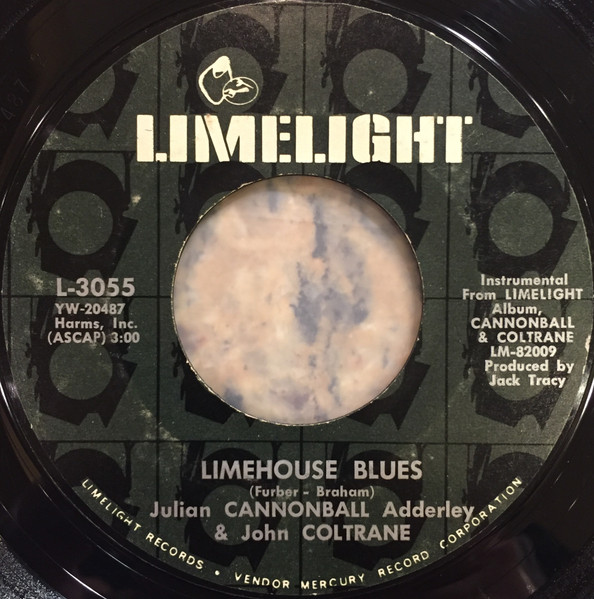 LIMELIGHT
L-3055
YW-20487
Harms, Inc.
(ASCAP) 3:00
Instrumental
From LIMELIGHT
Album,
CANNONBALL
& COLTRANE
LM-82009
Produced by
Jack Tracy
LIMEHOUSE BLUES
(Furber - Braham)
Julian CANNONBALL Adderley
& John COLTRANE
LIMELIGHT RECORDS • VENDOR MERCURY RECORD CORPORATION